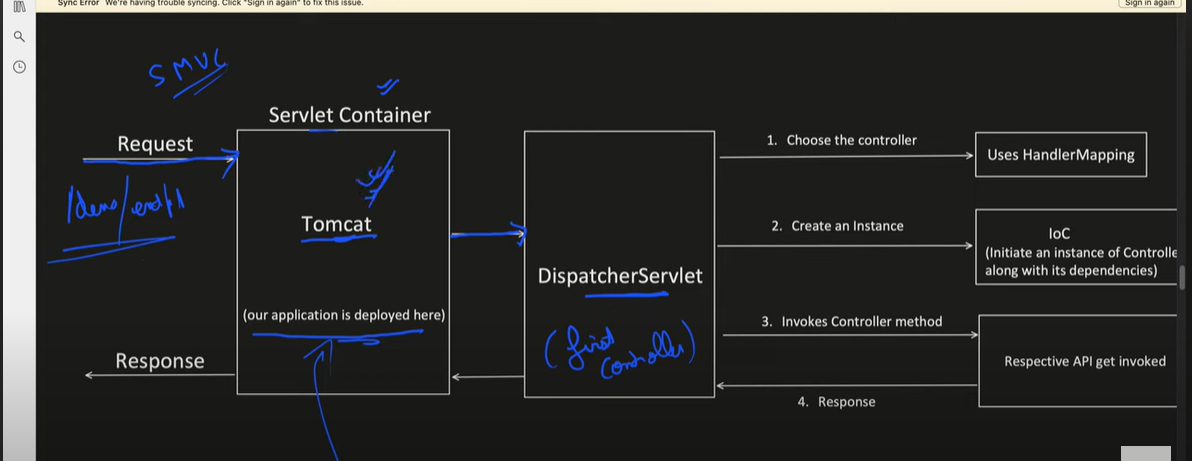 Sync Error We're having trouble syncing. Click "Sign in again" to fix this issue.
Sign in again
SMVC
Servlet Container
Request
Tomcat
(our application is deployed here)
Response
DispatcherServlet
(first
Controller)
1. Choose the controller
Uses HandlerMapping
2. Create an Instance
IoC
(Initiate an instance of Controlle
along with its dependencies)
3. Invokes Controller method
Respective API get invoked
4. Response